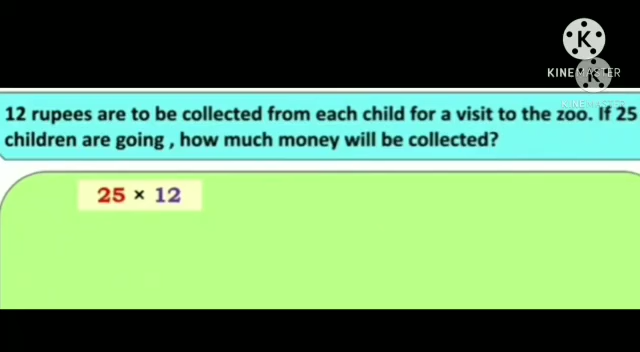 KINEMASTER
KINEMASTER
12 rupees are to be collected from each child for a visit to the zoo. If 25
children are going , how much money will be collected?
25 × 12